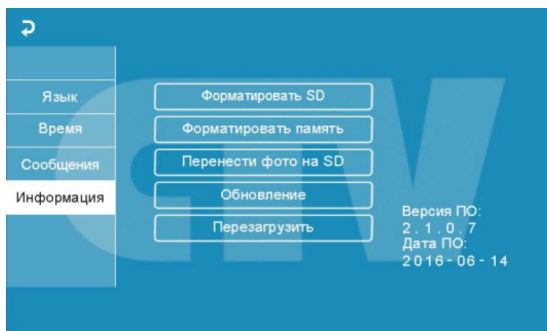 Язык
Время
Сообщения
Информация
Форматировать SD
Форматировать память
Перенести фото на SD
Обновление
Перезагрузить
Версия ПО:
2.1.0.7
Дата ПО:
2016-06-14